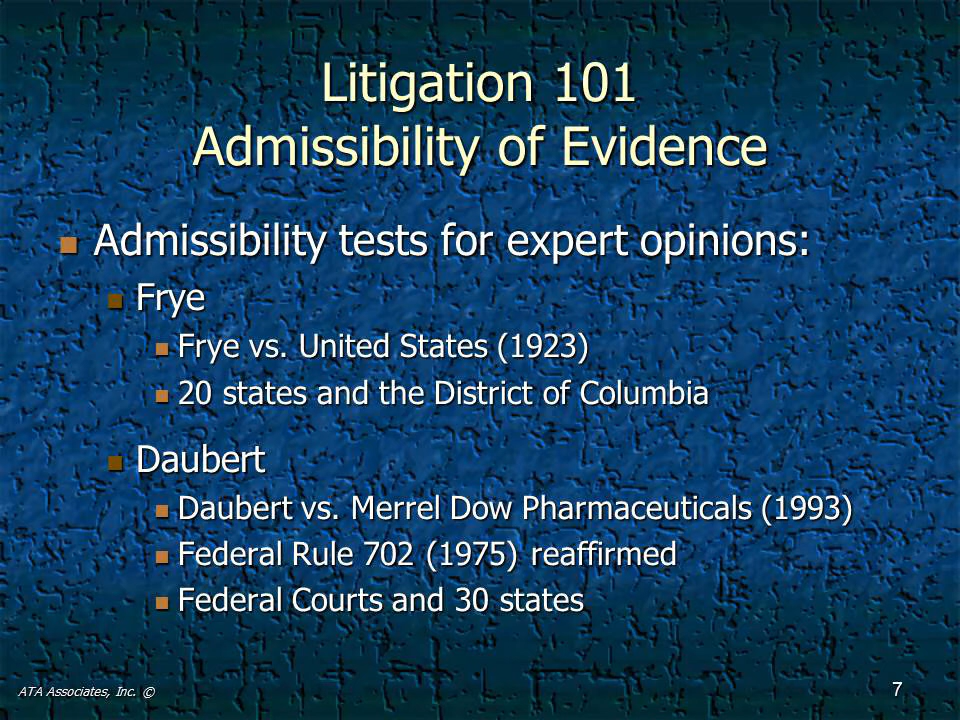 Litigation 101
Admissibility of Evidence
Admissibility tests for expert opinions:
Frye
Frye vs. United States (1923)
20 states and the District of Columbia
Daubert
Daubert vs. Merrel Dow Pharmaceuticals (1993)
Federal Rule 702 (1975) reaffirmed
Federal Courts and 30 states
ATA Associates, Inc. ©
7